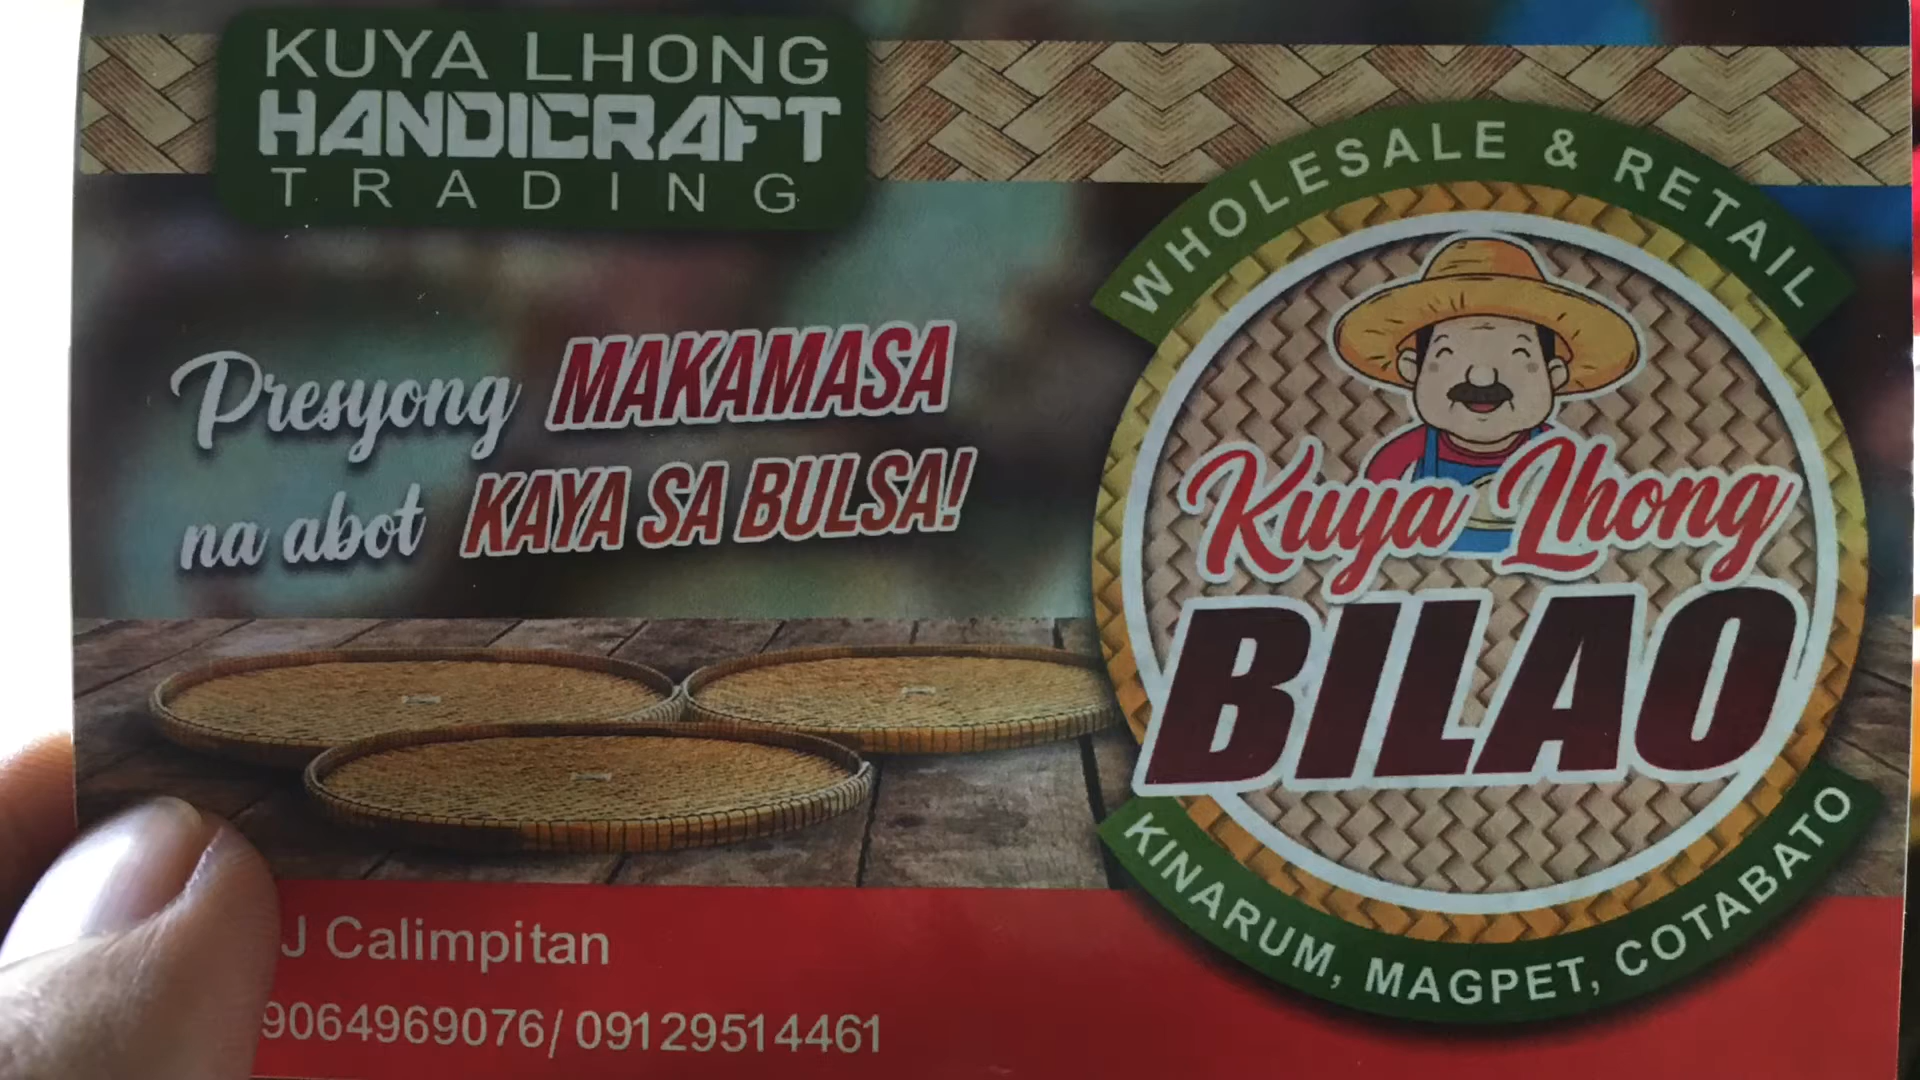 KUYA LHONG
HANDICRAFT
TRADING
Presyong MAKAMASA
na abot KAYA SA BULSA!
WHOLESALE & RETAIL
Kuya Lhong
BILAO
KINARUM, MAGPET, COTABATO
J Calimpitan
9064969076/ 09129514461